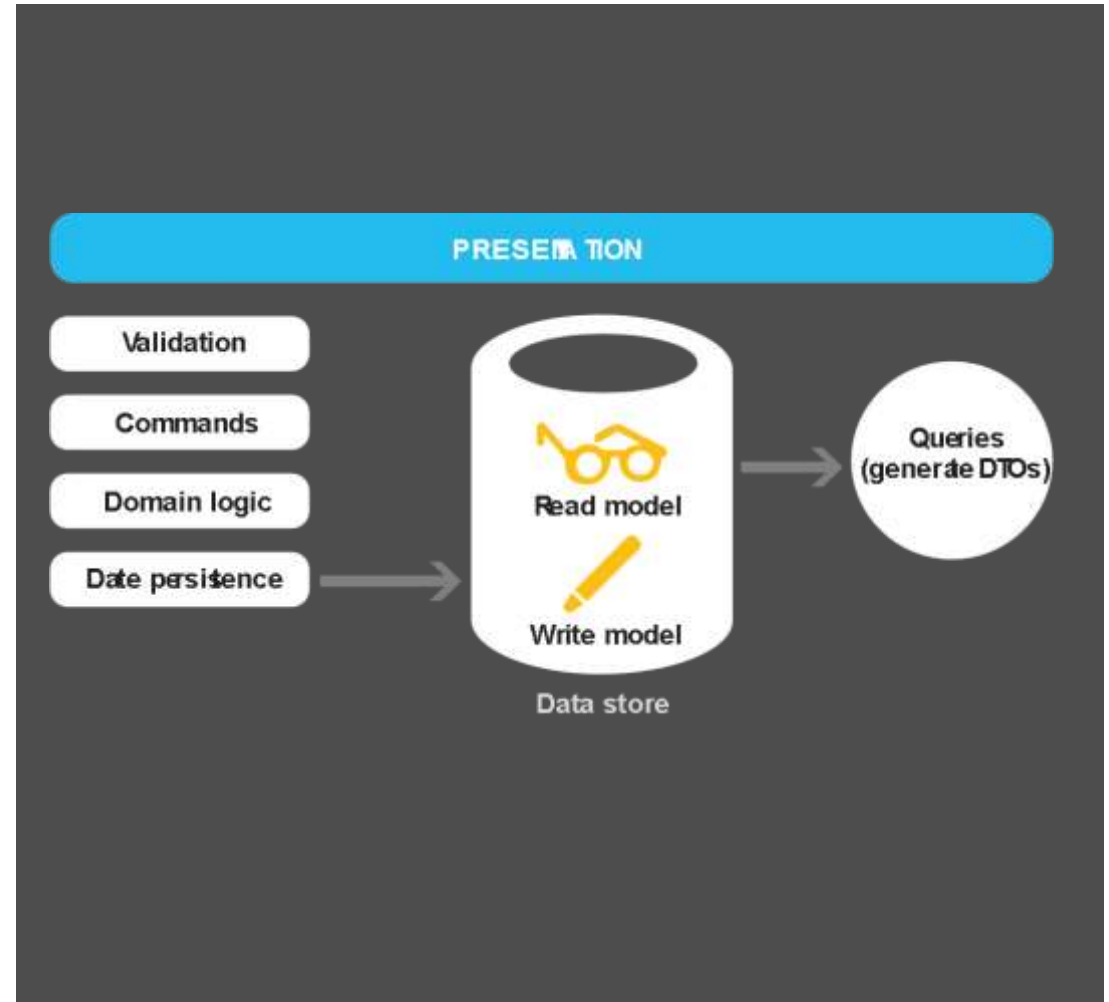 PRESENTATION
Validation
Commands
Domain logic
Date persistence
Read model
Write model
Data store
Queries
(generate DTOs)